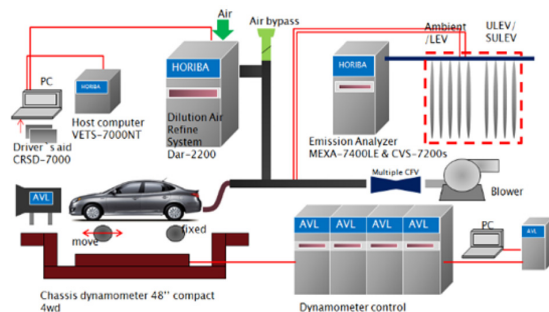 Air
Air bypass
Ambient
/LEV
ULEV/
SULEV
PC
HORIBA
Host computer
VETS-7000NT
Driver's aid
CRSD-7000
HORIBA
Dilution Air
Refine
System
Dar-2200
HORIBA
Emission Analyzer
MEXA-7400LE & CVS-7200s
Multiple CFV
Blower
AVL
move
fixed
AVL
AVL
AVL
AVL
PC
AVL
Chassis dynamometer 48'' compact
4wd
Dynamometer control